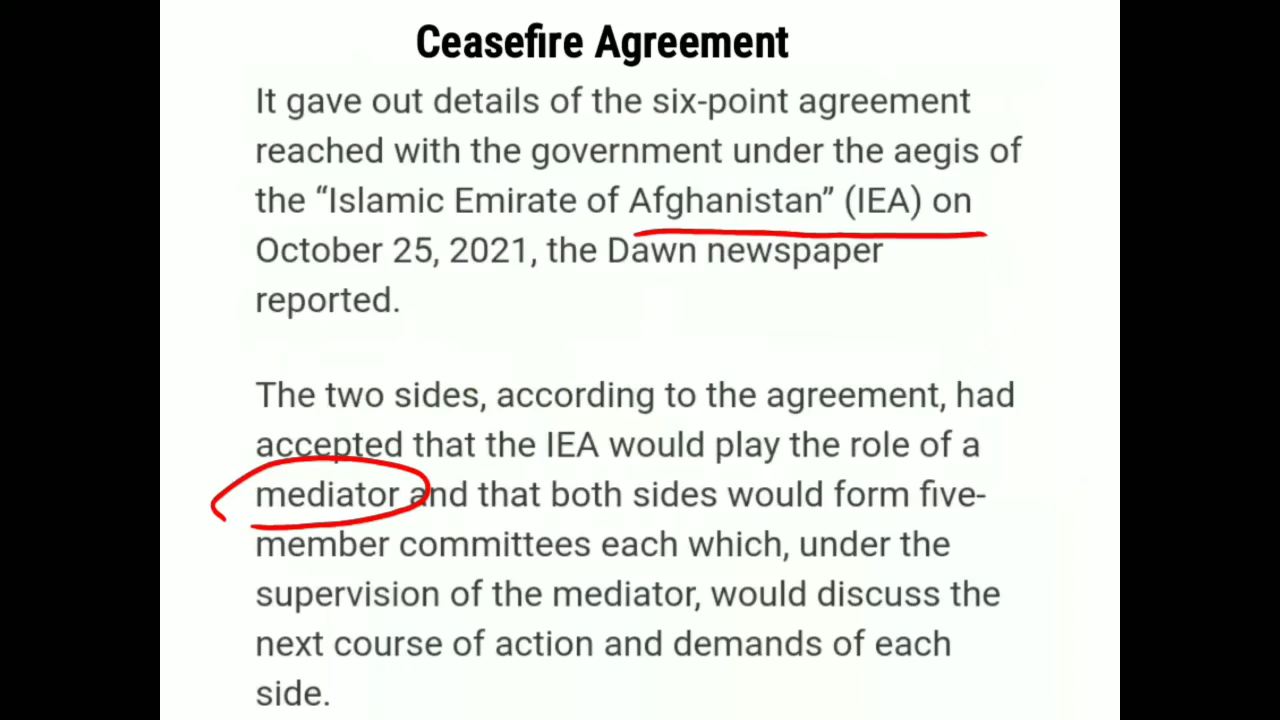 Ceasefire Agreement
It gave out details of the six-point agreement
reached with the government under the aegis of
the “Islamic Emirate of Afghanistan” (IEA) on
October 25, 2021, the Dawn newspaper
reported.
The two sides, according to the agreement, had
accepted that the IEA would play the role of a
mediator and that both sides would form five-
member committees each which, under the
supervision of the mediator, would discuss the
next course of action and demands of each
side.